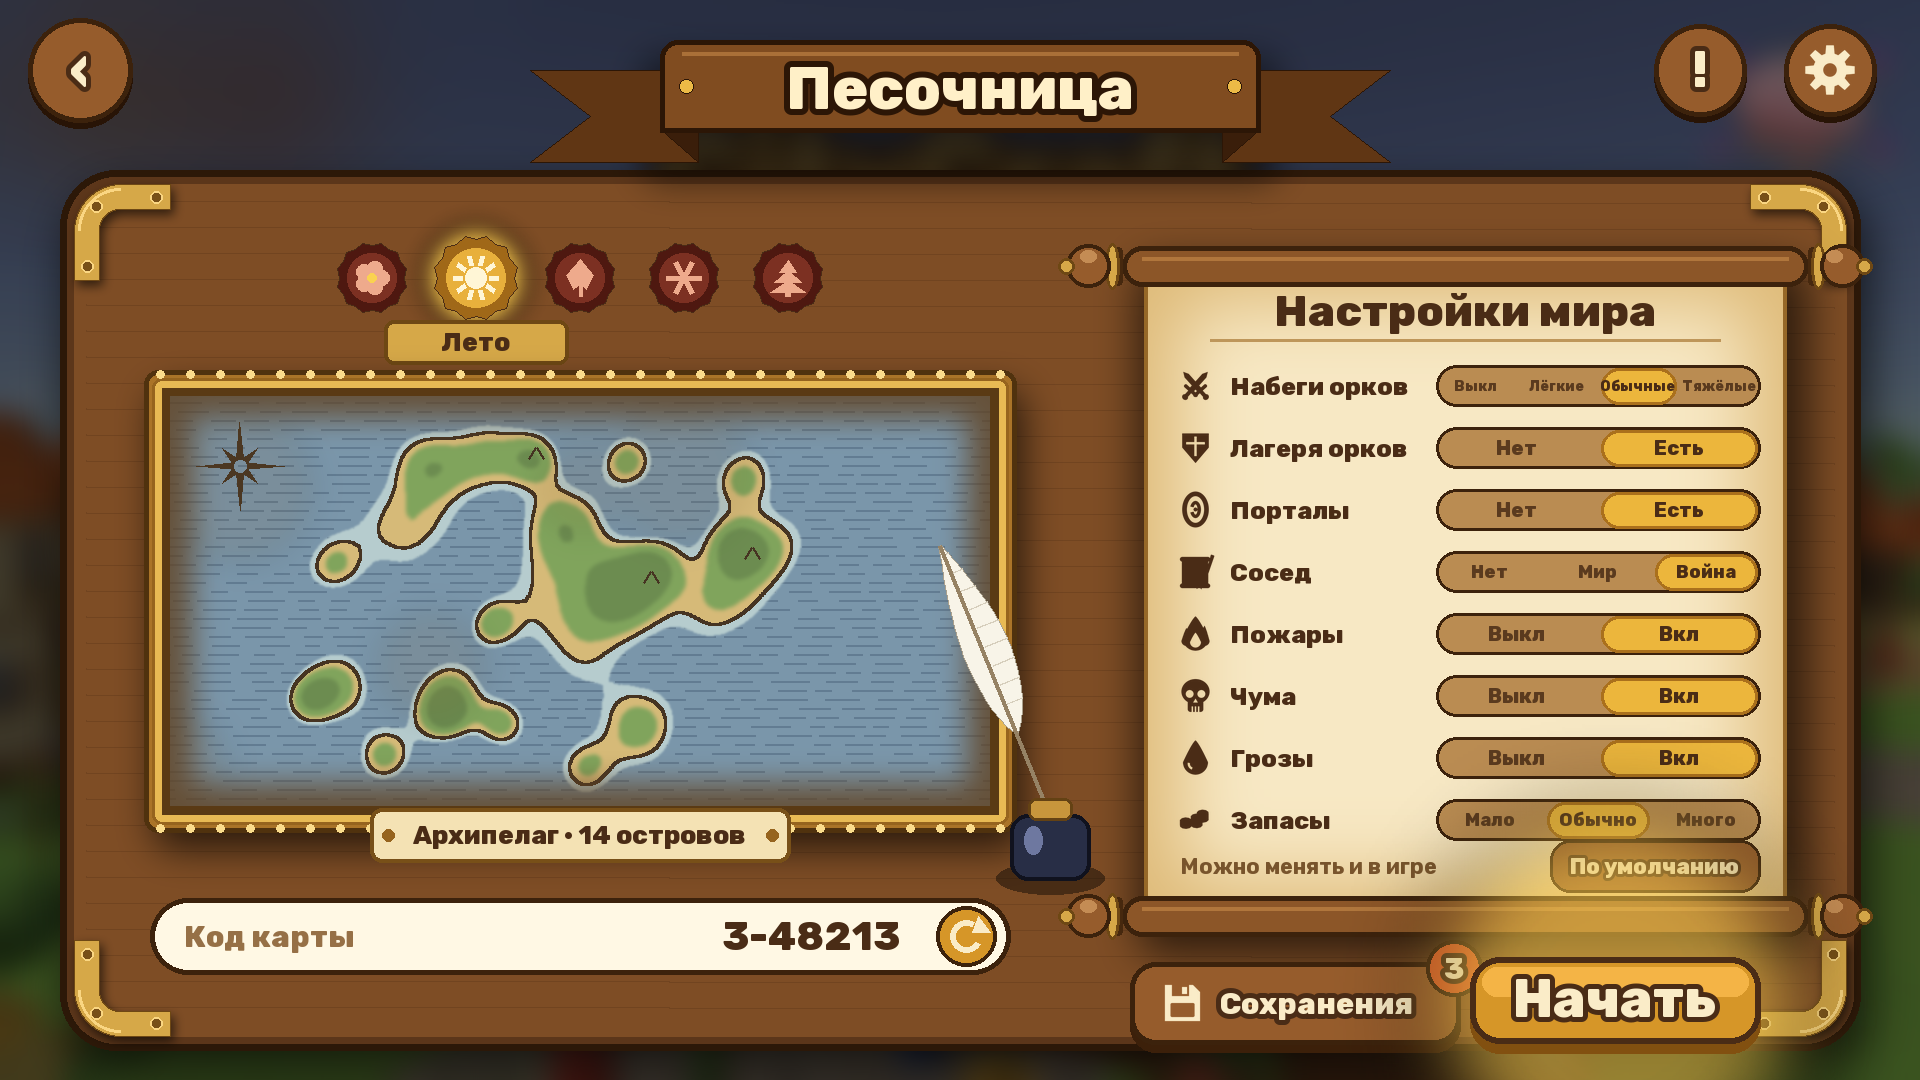 Песочница
!
Лето
Архипелаг • 14 островов
Код карты 3-48213
Настройки мира
Набеги орков Выкл Лёгкие Обычные Тяжёлые
Лагеря орков Нет Есть
Порталы Нет Есть
Сосед Нет Мир Война
Пожары Выкл Вкл
Чума Выкл Вкл
Грозы Выкл Вкл
Запасы Мало Обычно Много
Можно менять и в игре По умолчанию
Сохранения 3
Начать